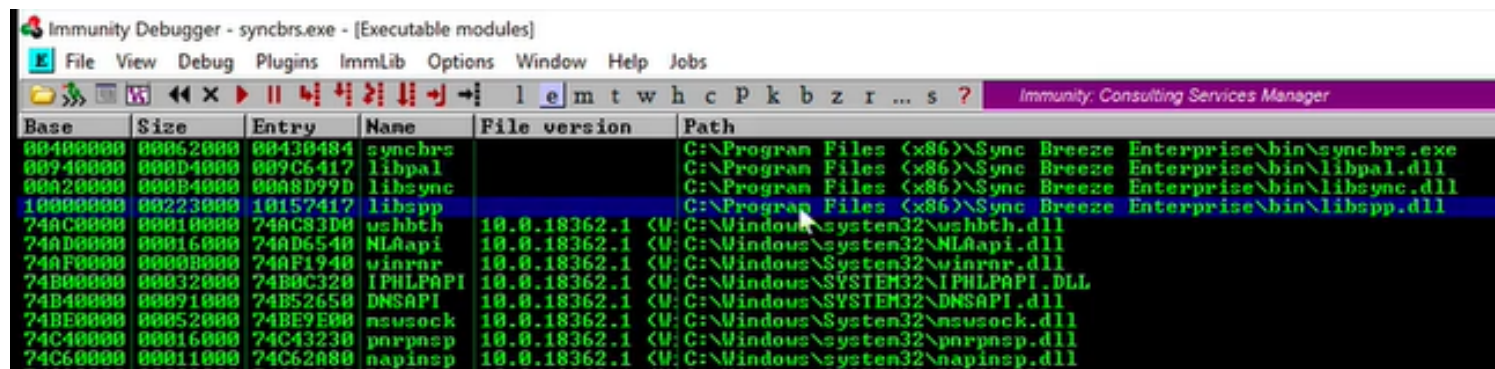 Immunity Debugger - syncbrs.exe - [Executable modules]
E File View Debug Plugins ImmLib Options Window Help Jobs
l e m t w h c P k b z r ... s ? Immunity: Consulting Services Manager
Base Size Entry Name File version Path
00400000 00062000 00430484 syncbrs C:\Program Files (x86)\Sync Breeze Enterprise\bin\syncbrs.exe
00940000 000D4000 009C6417 libpal C:\Program Files (x86)\Sync Breeze Enterprise\bin\libpal.dll
00A20000 000B4000 00A8D99D libsync C:\Program Files (x86)\Sync Breeze Enterprise\bin\libsync.dll
10000000 00223000 10157417 libspp C:\Program Files (x86)\Sync Breeze Enterprise\bin\libspp.dll
74AC0000 00010000 74AC83D0 wshbth 10.0.18362.1 (W: C:\Windows\system32\wshbth.dll
74AD0000 00016000 74AD6540 NLAapi 10.0.18362.1 (W: C:\Windows\system32\NLAapi.dll
74AF0000 0000B000 74AF1940 winrnr 10.0.18362.1 (W: C:\Windows\System32\winrnr.dll
74B00000 00032000 74B0C320 IPHLPAPI 10.0.18362.1 (W: C:\Windows\SYSTEM32\IPHLPAPI.DLL
74B40000 00091000 74B52650 DNSAPI 10.0.18362.1 (W: C:\Windows\SYSTEM32\DNSAPI.dll
74BE0000 00052000 74BE9E00 mswsock 10.0.18362.1 (W: C:\Windows\System32\mswsock.dll
74C40000 00016000 74C43230 pnrpnsp 10.0.18362.1 (W: C:\Windows\system32\pnrpnsp.dll
74C60000 00011000 74C62A80 napinsp 10.0.18362.1 (W: C:\Windows\system32\napinsp.dll